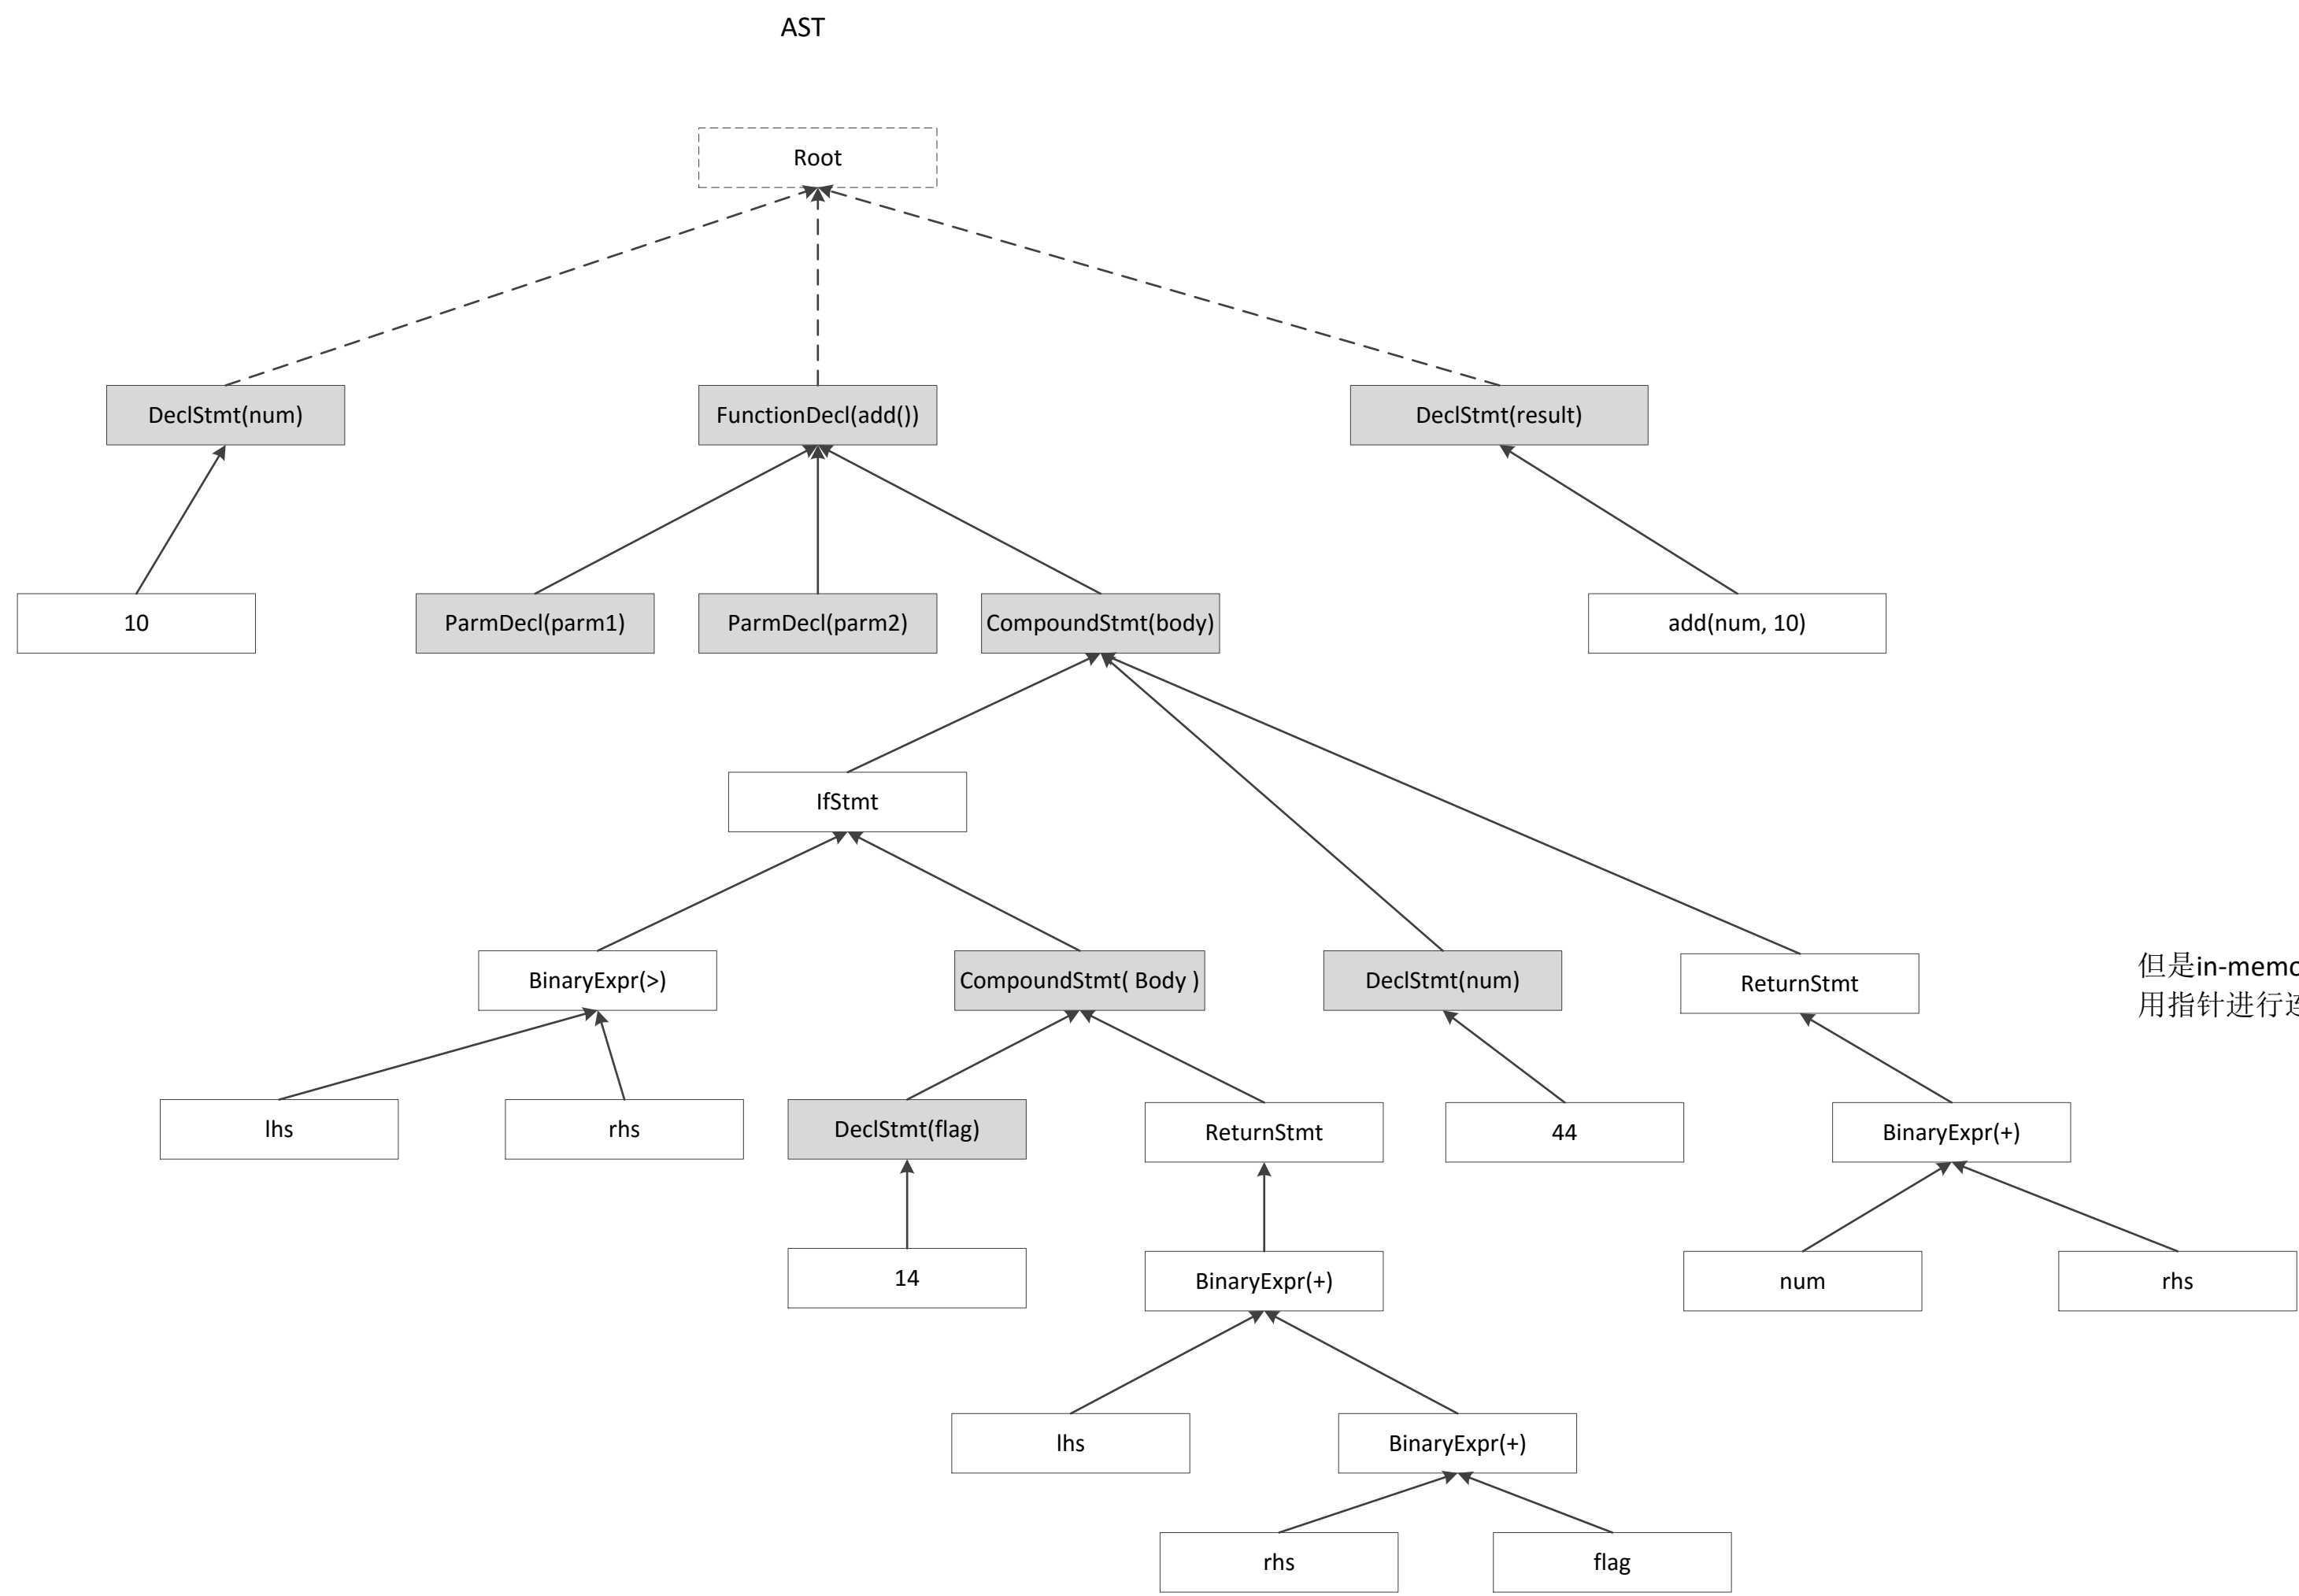 AST
Root
DeclStmt(num)
FunctionDecl(add())
DeclStmt(result)
10
ParmDecl(parm1)
ParmDecl(parm2)
CompoundStmt(body)
add(num, 10)
IfStmt
BinaryExpr(>)
CompoundStmt( Body )
DeclStmt(num)
ReturnStmt
但是in-mem
用指针进行
lhs
rhs
DeclStmt(flag)
ReturnStmt
44
BinaryExpr(+)
14
BinaryExpr(+)
num
rhs
lhs
BinaryExpr(+)
rhs
flag